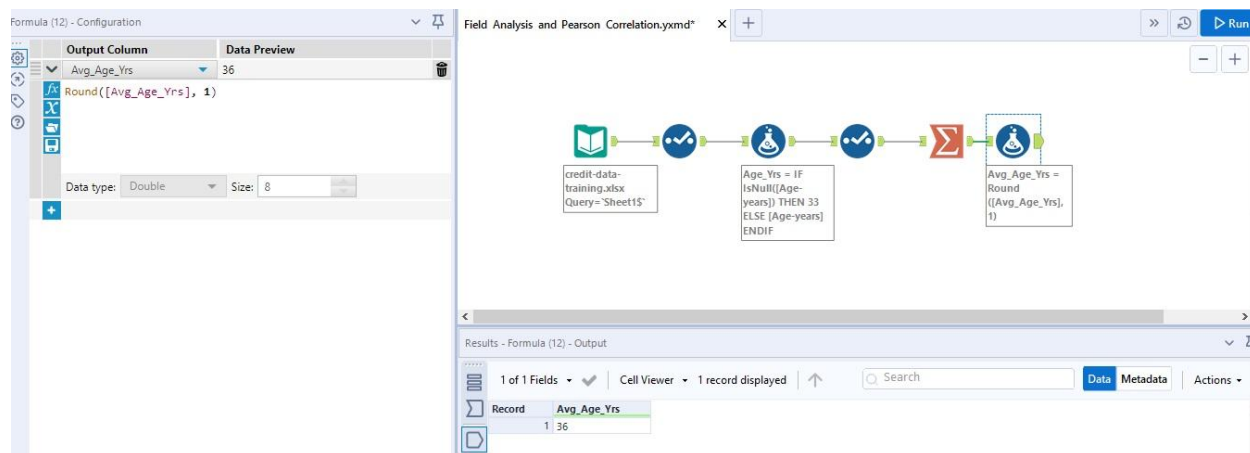 Formula (12) - Configuration
Output Column Data Preview
Avg_Age_Yrs 36
Round([Avg_Age_Yrs], 1)
Data type: Double Size: 8
Field Analysis and Pearson Correlation.yxmd*
Run
credit-data-
training.xlsx
Query=`Sheet1$`
Age_Yrs = IF
IsNull([Age-
years]) THEN 33
ELSE [Age-years]
ENDIF
Avg_Age_Yrs =
Round
([Avg_Age_Yrs],
1)
Results - Formula (12) - Output
1 of 1 Fields Cell Viewer 1 record displayed Search Data Metadata Actions
Record Avg_Age_Yrs
1 36